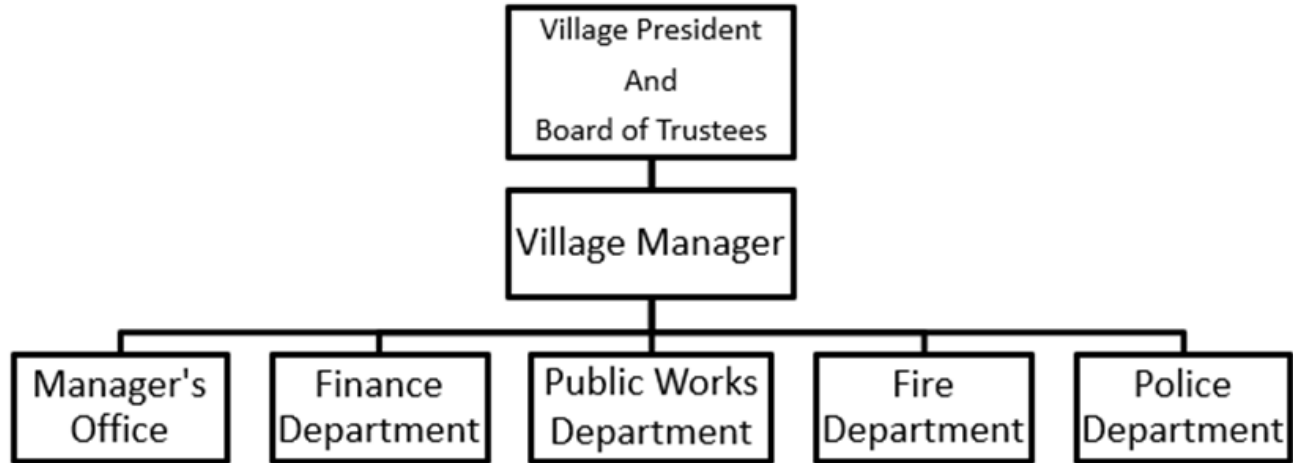 Village President
And
Board of Trustees
Village Manager
Manager's
Office
Finance
Department
Public Works
Department
Fire
Department
Police
Department